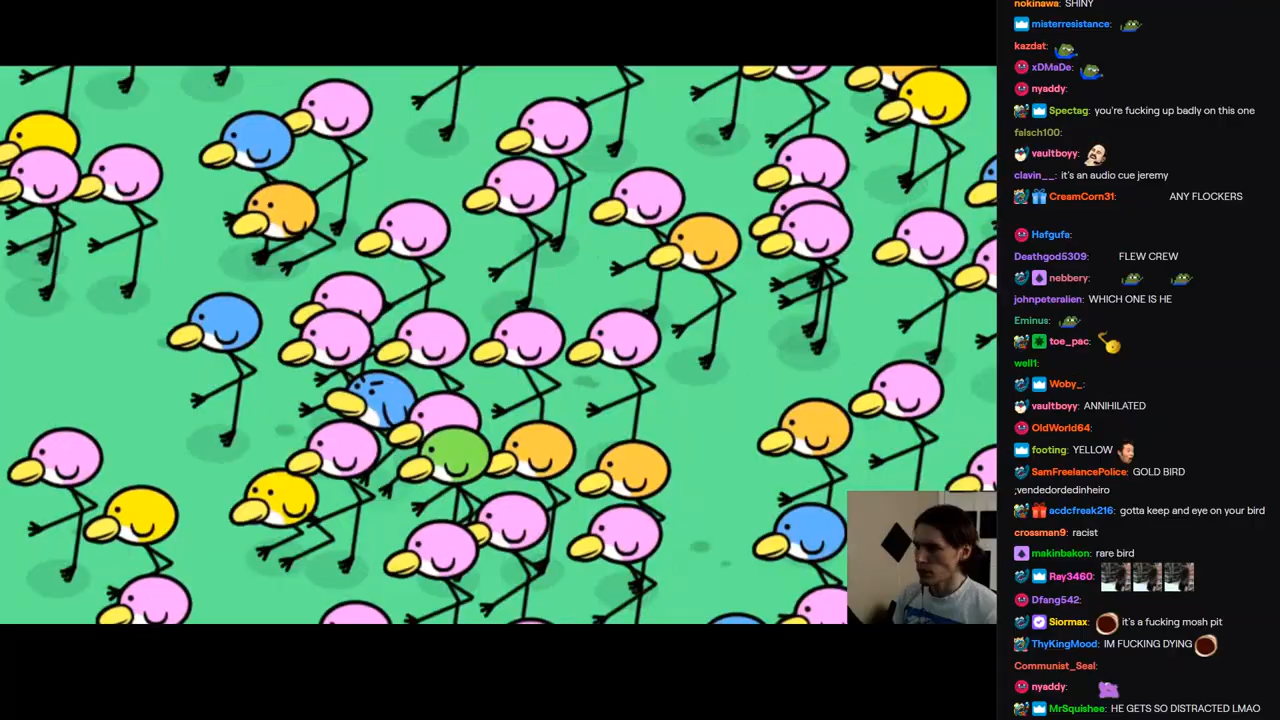 nokinawa: SHINY
misterresistance:
kazdat:
xDMaDe:
nyaddy:
Spectag: you're fucking up badly on this one
falsch100:
vaultboyy:
clavin__: it's an audio cue jeremy
CreamCorn31: ANY FLOCKERS
Hafgufa:
Deathgod5309: FLEW CREW
nebbery:
johnpeteralien: WHICH ONE IS HE
Eminus:
toe_pac:
well1:
Woby_:
vaultboyy: ANNIHILATED
OldWorld64:
footing: YELLOW
SamFreelancePolice: GOLD BIRD
;vendedordedinheiro
acdcfreak216: gotta keep and eye on your bird
crossman9: racist
makinbakon: rare bird
Ray3460:
Dfang542:
Siormax: it's a fucking mosh pit
ThyKingMood: IM FUCKING DYING
Communist_Seal:
nyaddy:
MrSquishee: HE GETS SO DISTRACTED LMAO